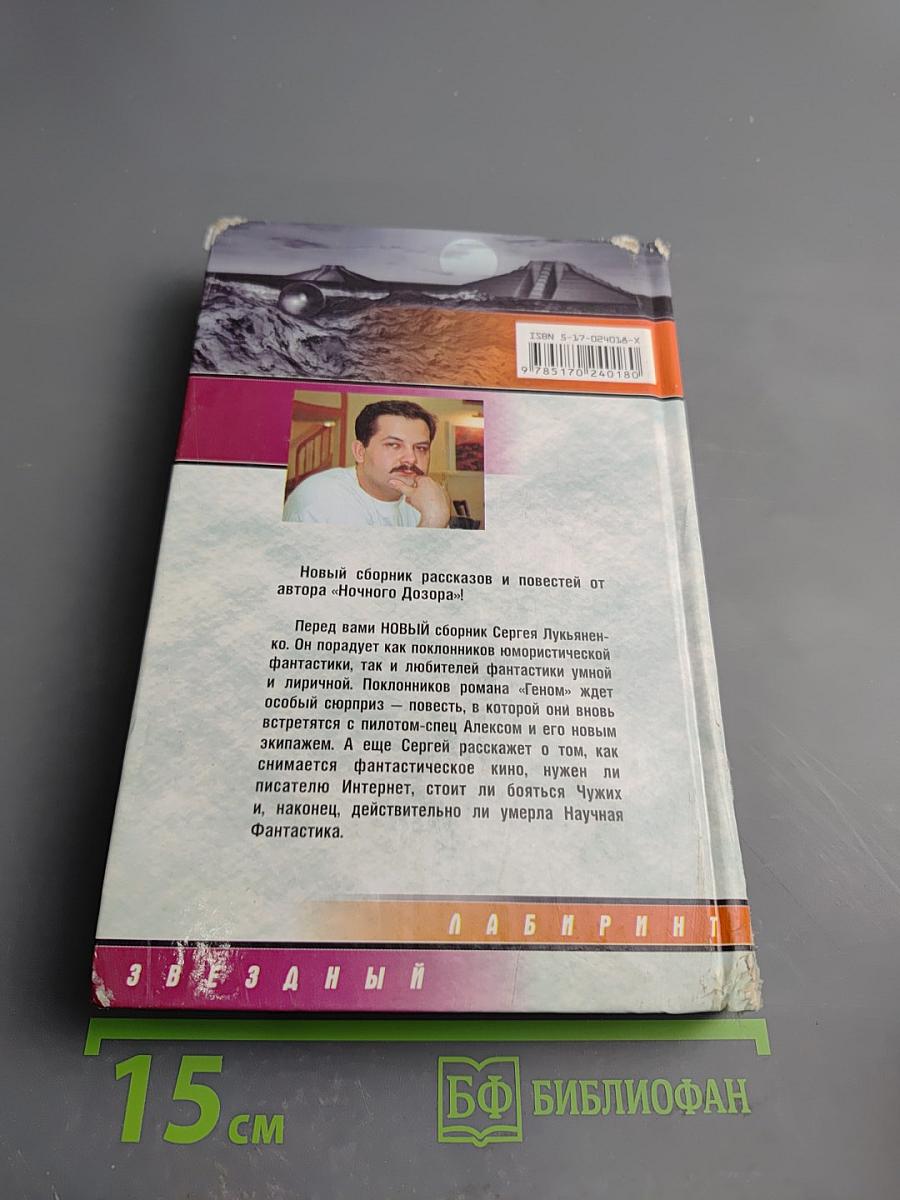 ISBN 5-17-024018-X
9 785170 240180
Новый сборник рассказов и повестей от
автора «Ночного Дозора»!
Перед вами НОВЫЙ сборник Сергея Лукьянен-
ко. Он порадует как поклонников юмористической
фантастики, так и любителей фантастики умной
и лиричной. Поклонников романа «Геном» ждет
особый сюрприз — повесть, в которой они вновь
встретятся с пилотом-спец Алексом и его новым
экипажем. А еще Сергей расскажет о том, как
снимается фантастическое кино, нужен ли
писателю Интернет, стоит ли бояться Чужих
и, наконец, действительно ли умерла Научная
Фантастика.
ЛАБИРИНТ
ЗВЕЗДНЫЙ
15 см
БФ БИБЛИОФАН